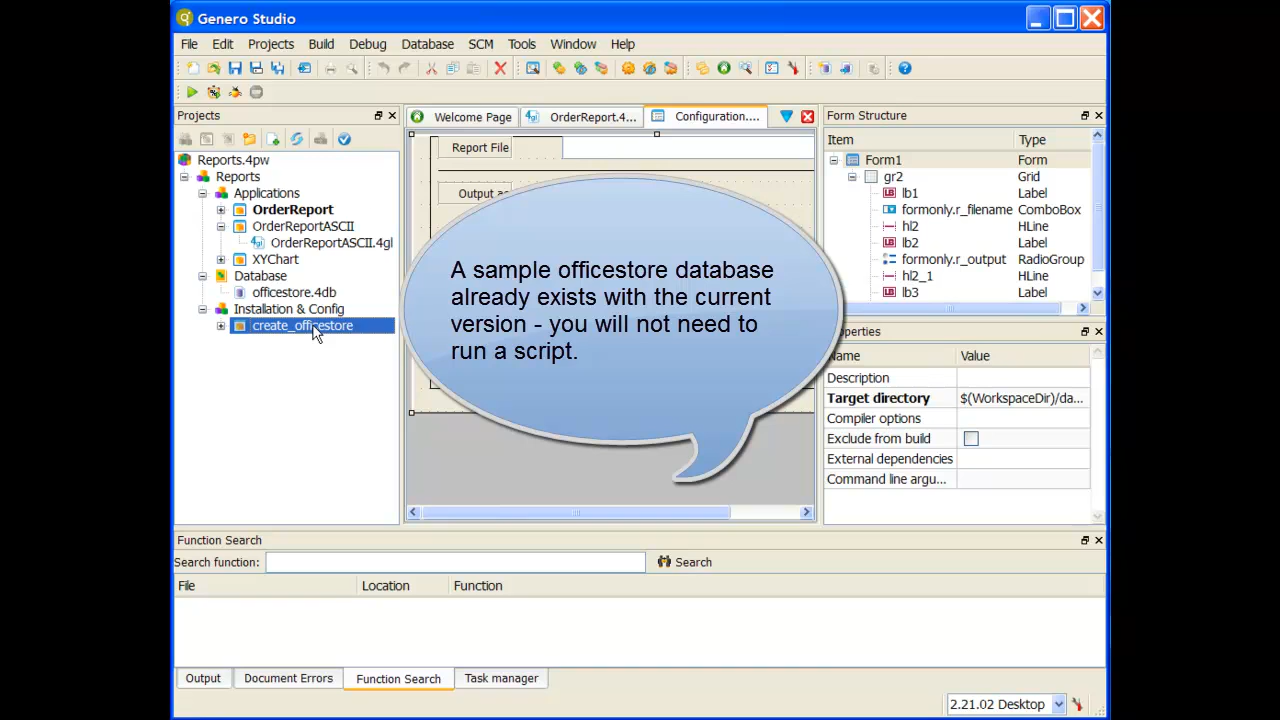 Genero Studio
File Edit Projects Build Debug Database SCM Tools Window Help
Projects
Reports.4pw
Reports
Applications
OrderReport
OrderReportASCII
OrderReportASCII.4gl
XYChart
Database
officestore.4db
Installation & Config
create_officestore
Welcome Page OrderReport.4... Configuration....
Report File
Output as
A sample officestore database
already exists with the current
version - you will not need to
run a script.
Form Structure
Item Type
Form1 Form
gr2 Grid
lb1 Label
formonly.r_filename ComboBox
hl2 HLine
lb2 Label
formonly.r_output RadioGroup
hl2_1 HLine
lb3 Label
Name Value
Description
Target directory $(WorkspaceDir)/da...
Compiler options
Exclude from build
External dependencies
Command line argu...
Function Search
Search function: Search
File Location Function
Output Document Errors Function Search Task manager
2.21.02 Desktop